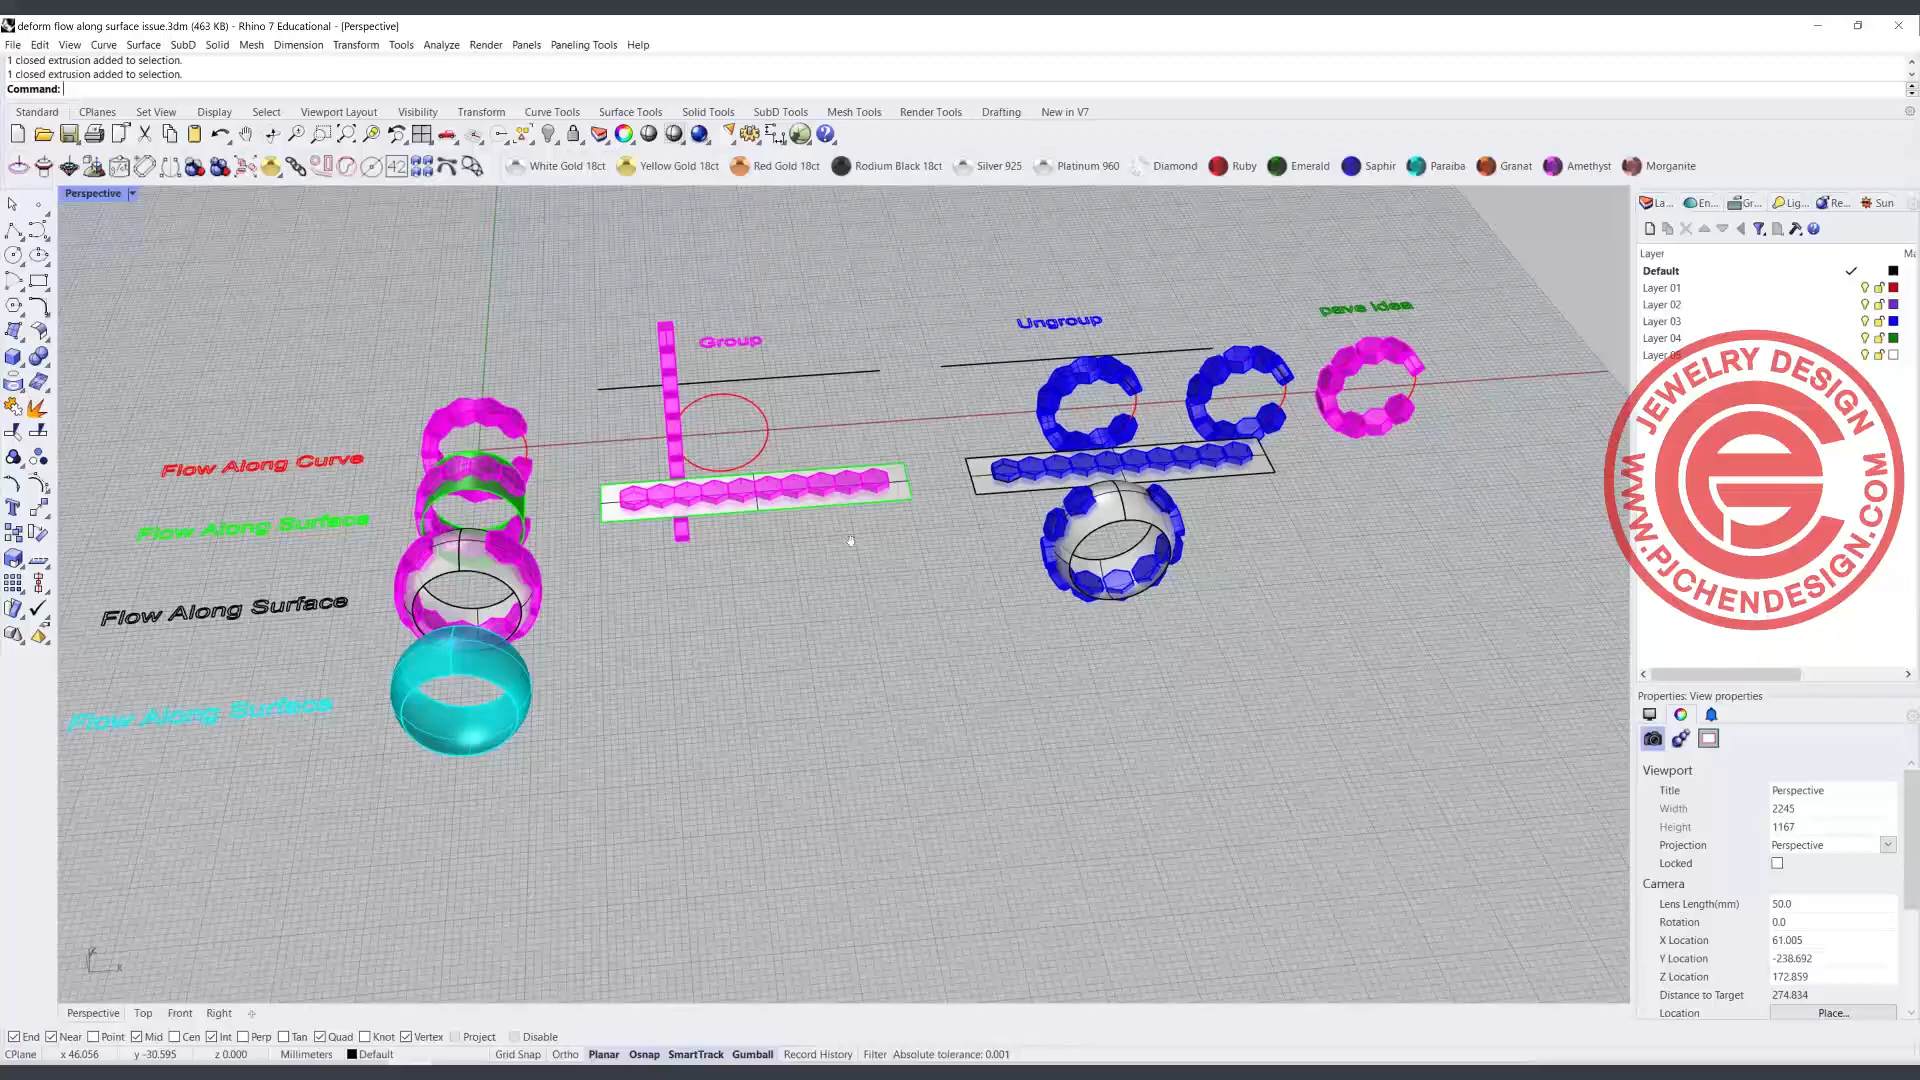 deform flow along surface issue.3dm (463 KB) - Rhino 7 Educational - [Perspective]
File Edit View Curve Surface SubD Solid Mesh Dimension Transform Tools Analyze Render Panels Paneling Tools Help
1 closed extrusion added to selection.
1 closed extrusion added to selection.
Command:
Standard CPlanes Set View Display Select Viewport Layout Visibility Transform Curve Tools Surface Tools Solid Tools SubD Tools Mesh Tools Render Tools Drafting New in V7
42 White Gold 18ct Yellow Gold 18ct Red Gold 18ct Rodium Black 18ct Silver 925 Platinum 960 Diamond Ruby Emerald Saphir Paraiba Granat Amethyst Morganite
Perspective
La... En... Gr... Lig... Re... Sun
Layer Ma
Default
Layer 01
Layer 02
Layer 03
Layer 04
Layer
pave idea
Ungroup
Group
Flow Along Curve
Flow Along Surface
Flow Along Surface
Flow Along Surface
JEWELRY DESIGN
WWW.PJCHENDESIGN.COM
Properties: View properties
Viewport
Title Perspective
Width 2245
Height 1167
Projection Perspective
Locked
Camera
Lens Length(mm) 50.0
Rotation 0.0
X Location 61.005
Y Location -238.692
Z Location 172.859
Distance to Target 274.834
Location Place...
y x
Perspective Top Front Right
End Near Point Mid Cen Int Perp Tan Quad Knot Vertex Project Disable
CPlane x 46.056 y -30.595 z 0.000 Millimeters Default Grid Snap Ortho Planar Osnap SmartTrack Gumball Record History Filter Absolute tolerance: 0.001